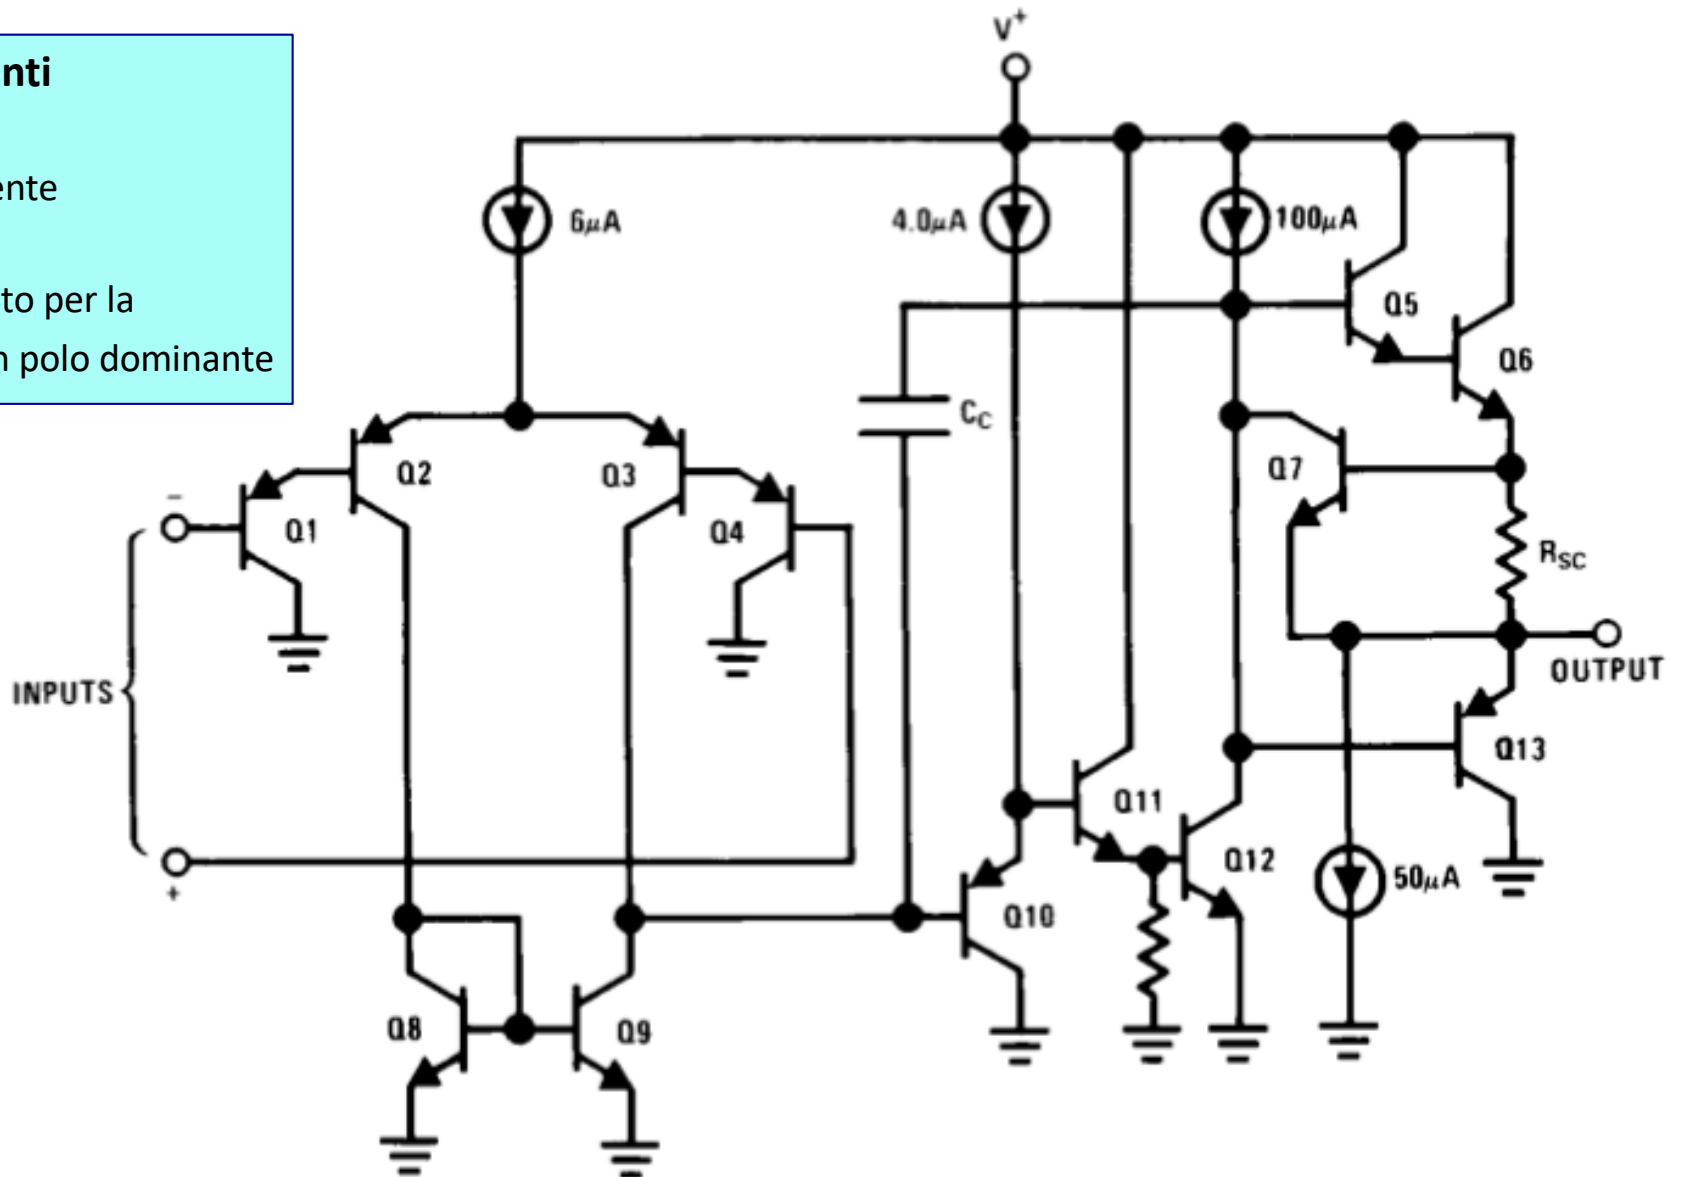 nti
ente
to per la
n polo dominante
V+
6µA
4.0µA
100µA
Q5
Q6
CC
Q2
Q3
Q7
Q1
Q4
RSC
INPUTS
−
+
OUTPUT
Q13
Q11
Q12
50µA
Q10
Q8
Q9